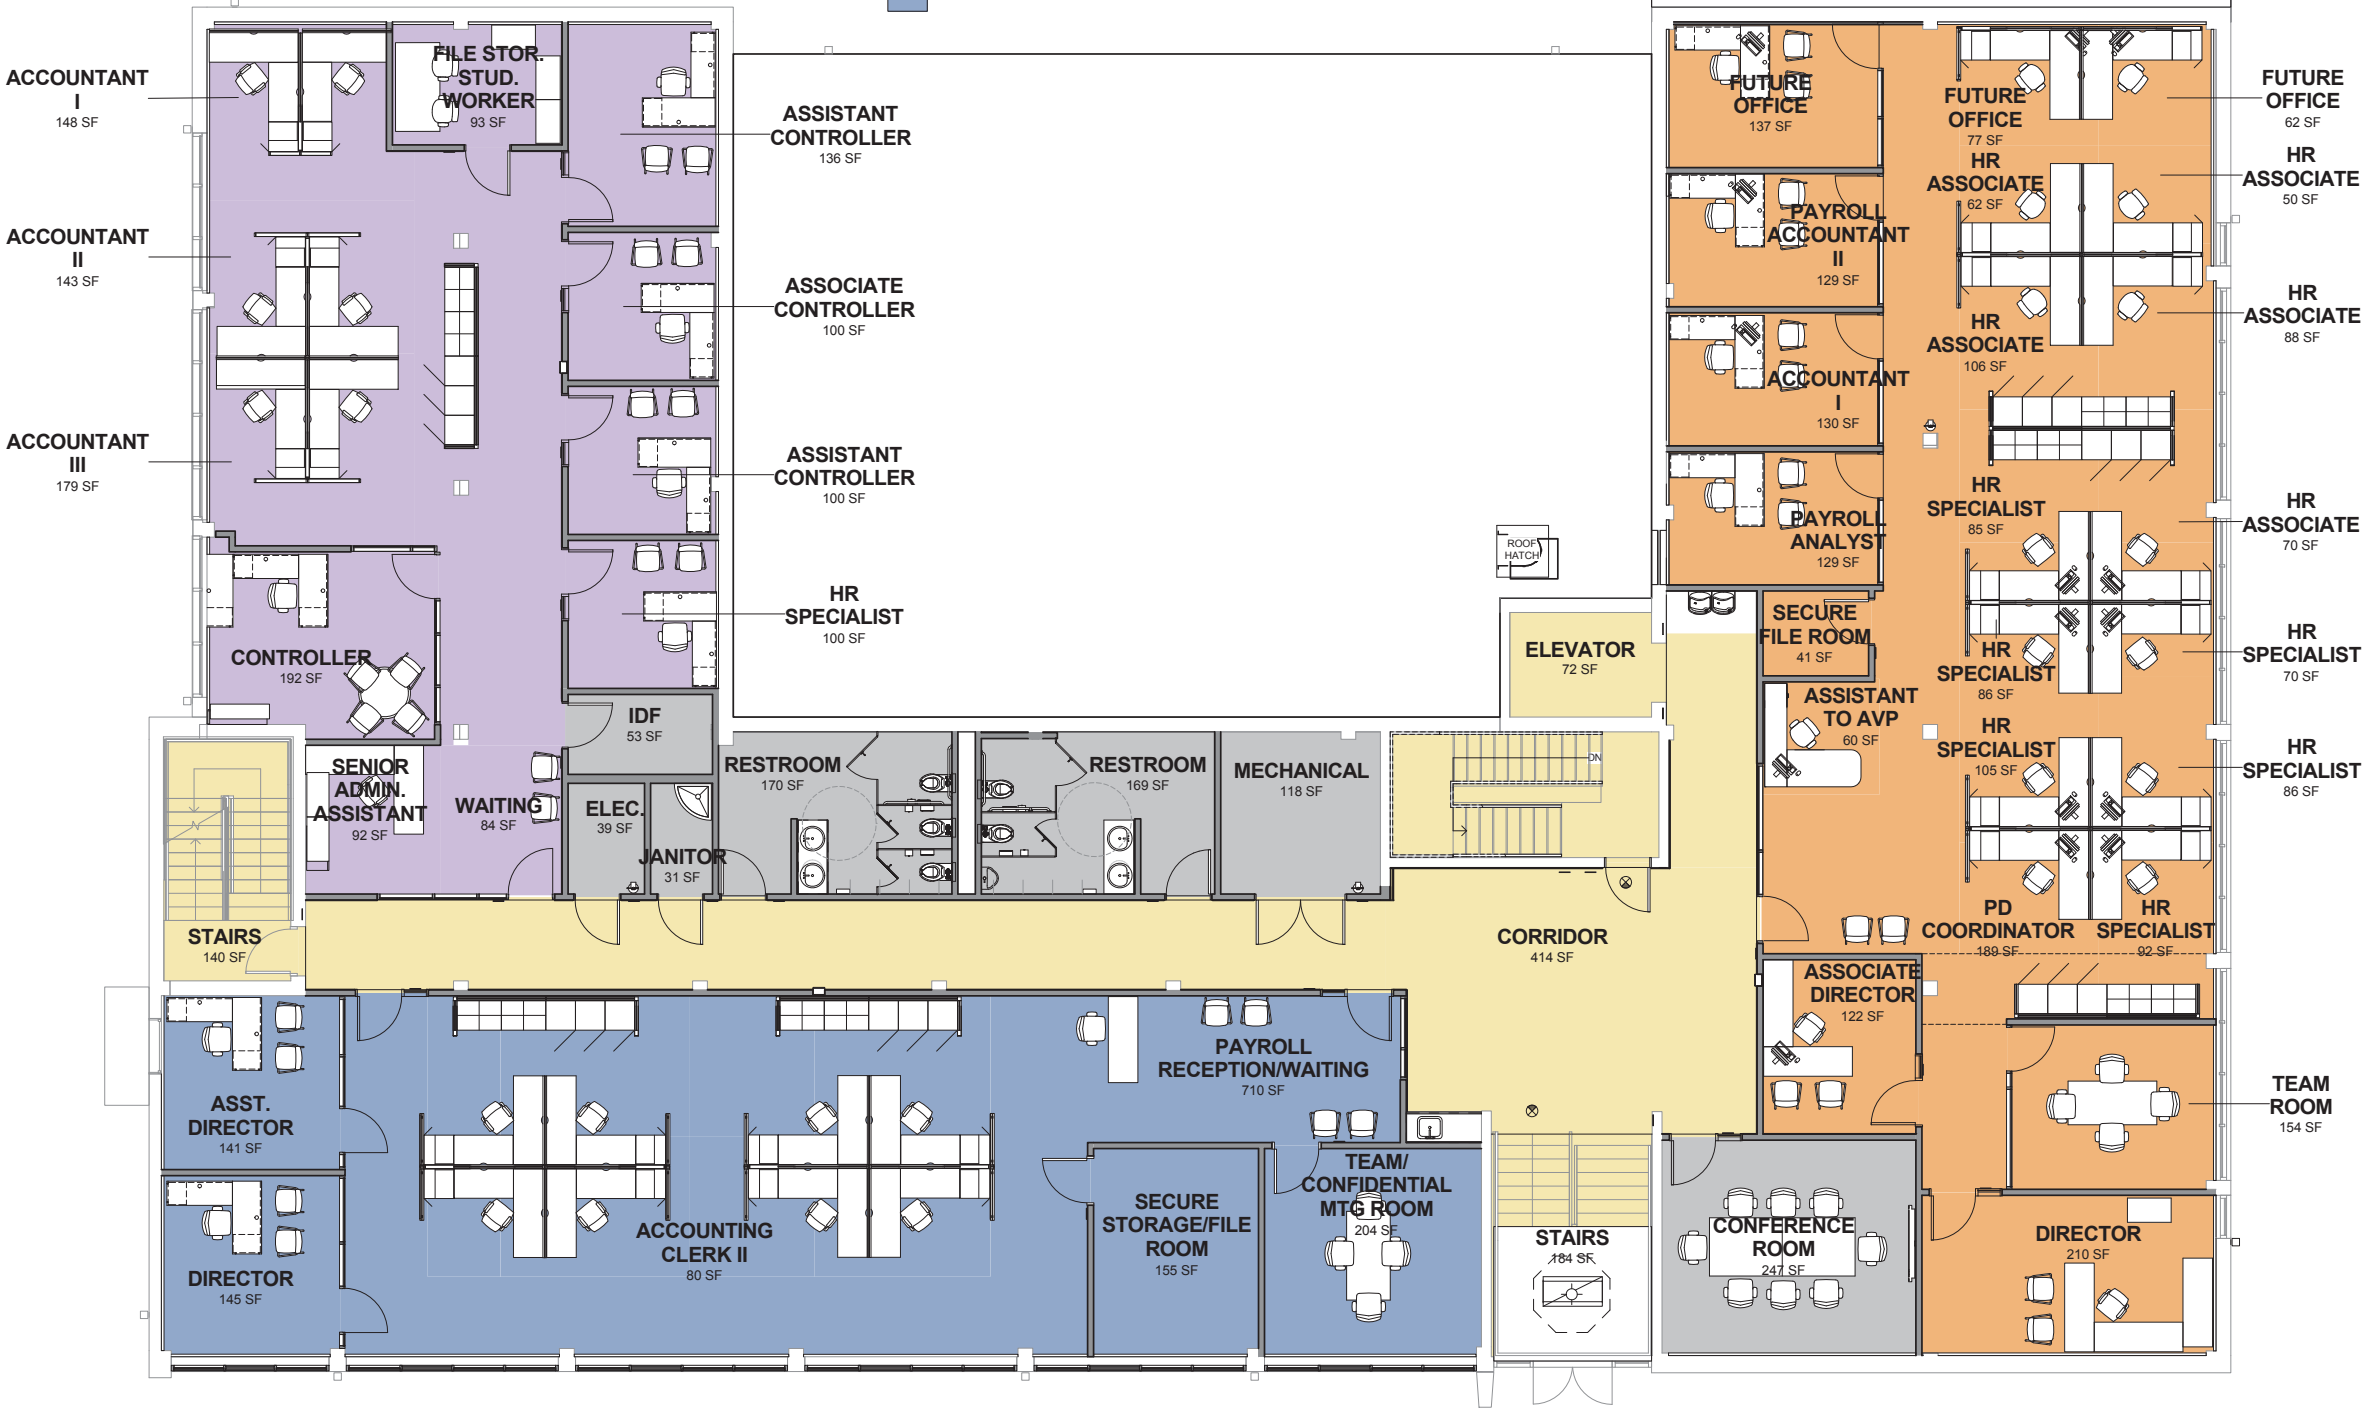 ACCOUNTANT
I
148 SF
ACCOUNTANT
II
143 SF
ACCOUNTANT
III
179 SF
FILE STOR.
STUD.
WORKER
93 SF
ASSISTANT
CONTROLLER
136 SF
ASSOCIATE
CONTROLLER
100 SF
ASSISTANT
CONTROLLER
100 SF
HR
SPECIALIST
100 SF
CONTROLLER
192 SF
SENIOR
ADMIN.
ASSISTANT
92 SF
WAITING
84 SF
IDF
53 SF
ELEC.
39 SF
JANITOR
31 SF
RESTROOM
170 SF
RESTROOM
169 SF
MECHANICAL
118 SF
ROOF
HATCH
ELEVATOR
72 SF
DN
STAIRS
140 SF
CORRIDOR
414 SF
ASST.
DIRECTOR
141 SF
DIRECTOR
145 SF
ACCOUNTING
CLERK II
80 SF
PAYROLL
RECEPTION/WAITING
710 SF
SECURE
STORAGE/FILE
ROOM
155 SF
TEAM/
CONFIDENTIAL
MTG ROOM
204 SF
STAIRS
184 SF
CONFERENCE
ROOM
247 SF
FUTURE
OFFICE
137 SF
PAYROLL
ACCOUNTANT
II
129 SF
ACCOUNTANT
I
130 SF
PAYROLL
ANALYST
129 SF
SECURE
FILE ROOM
41 SF
ASSISTANT
TO AVP
60 SF
ASSOCIATE
DIRECTOR
122 SF
FUTURE
OFFICE
77 SF
HR
ASSOCIATE
62 SF
HR
ASSOCIATE
106 SF
HR
SPECIALIST
85 SF
HR
SPECIALIST
86 SF
HR
SPECIALIST
105 SF
PD
COORDINATOR
189 SF
HR
SPECIALIST
92 SF
FUTURE
OFFICE
62 SF
HR
ASSOCIATE
50 SF
HR
ASSOCIATE
88 SF
HR
ASSOCIATE
70 SF
HR
SPECIALIST
70 SF
HR
SPECIALIST
86 SF
TEAM
ROOM
154 SF
DIRECTOR
210 SF